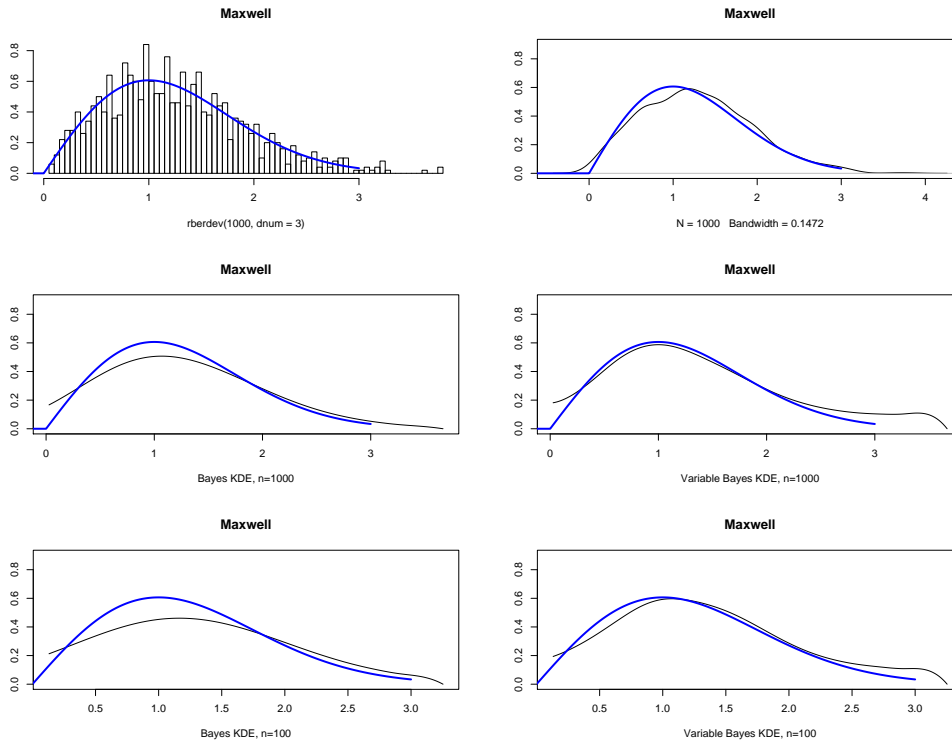 Maxwell
0.0 0.2 0.4 0.6 0.8
0 1 2 3
rberdev(1000, dnum = 3)
Maxwell
0.0 0.2 0.4 0.6 0.8
0 1 2 3 4
N = 1000 Bandwidth = 0.1472
Maxwell
0.0 0.2 0.4 0.6 0.8
0 1 2 3
Bayes KDE, n=1000
Maxwell
0.0 0.2 0.4 0.6 0.8
0 1 2 3
Variable Bayes KDE, n=1000
Maxwell
0.0 0.2 0.4 0.6 0.8
0.5 1.0 1.5 2.0 2.5 3.0
Bayes KDE, n=100
Maxwell
0.0 0.2 0.4 0.6 0.8
0.5 1.0 1.5 2.0 2.5 3.0
Variable Bayes KDE, n=100